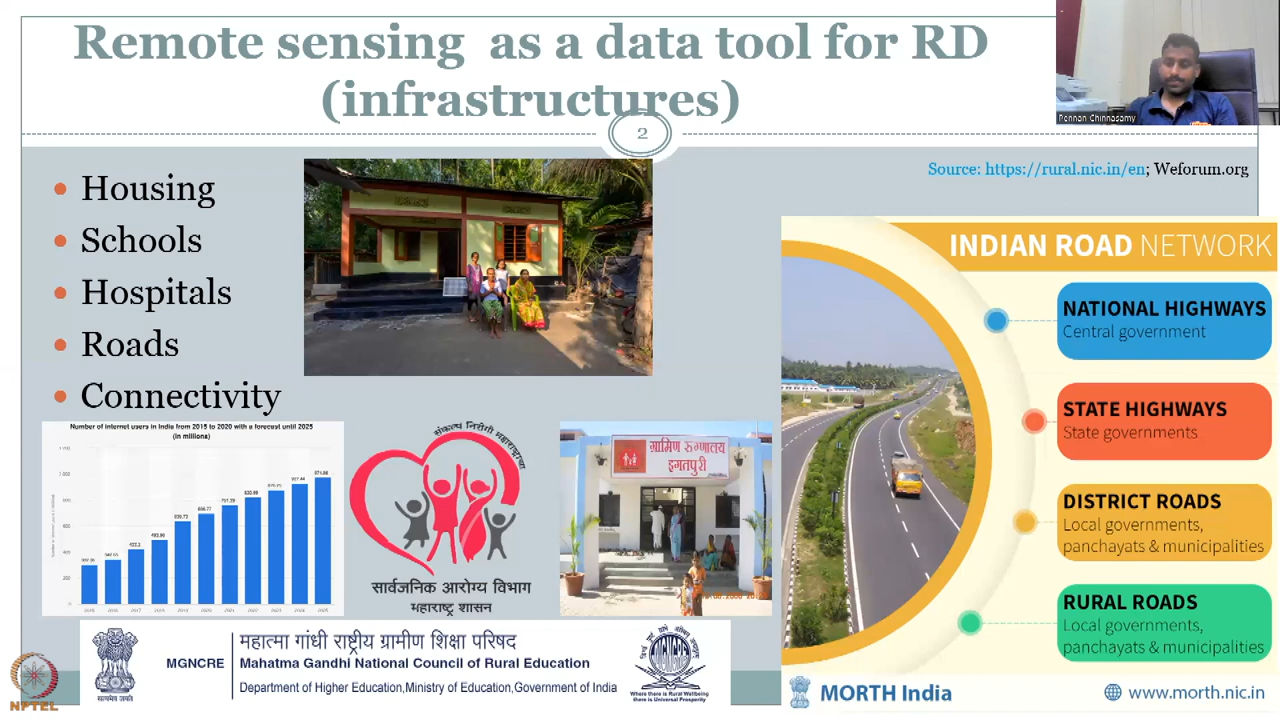 Remote sensing as a data tool for RD
(infrastructures)
2
Pennan Chinnasamy
Source: https://rural.nic.in/en; Weforum.org
• Housing
• Schools
• Hospitals
• Roads
• Connectivity
INDIAN ROAD NETWORK
NATIONAL HIGHWAYS
Central government
STATE HIGHWAYS
State governments
DISTRICT ROADS
Local governments,
panchayats & municipalities
RURAL ROADS
Local governments,
panchayats & municipalities
MORTH India
www.morth.nic.in
Number of internet users in India from 2015 to 2020 with a forecast until 2025
(in millions)
संकल्प निरोगी महाराष्ट्राचा
सार्वजनिक आरोग्य विभाग
महाराष्ट्र शासन
ग्रामिण रुग्णालय
इगतपुरी
सत्यमेव जयते
MGNCRE
महात्मा गांधी राष्ट्रीय ग्रामीण शिक्षा परिषद
Mahatma Gandhi National Council of Rural Education
Department of Higher Education,Ministry of Education,Government of India
Where there is Rural Wellbeing
there is Universal Prosperity
NPTEL